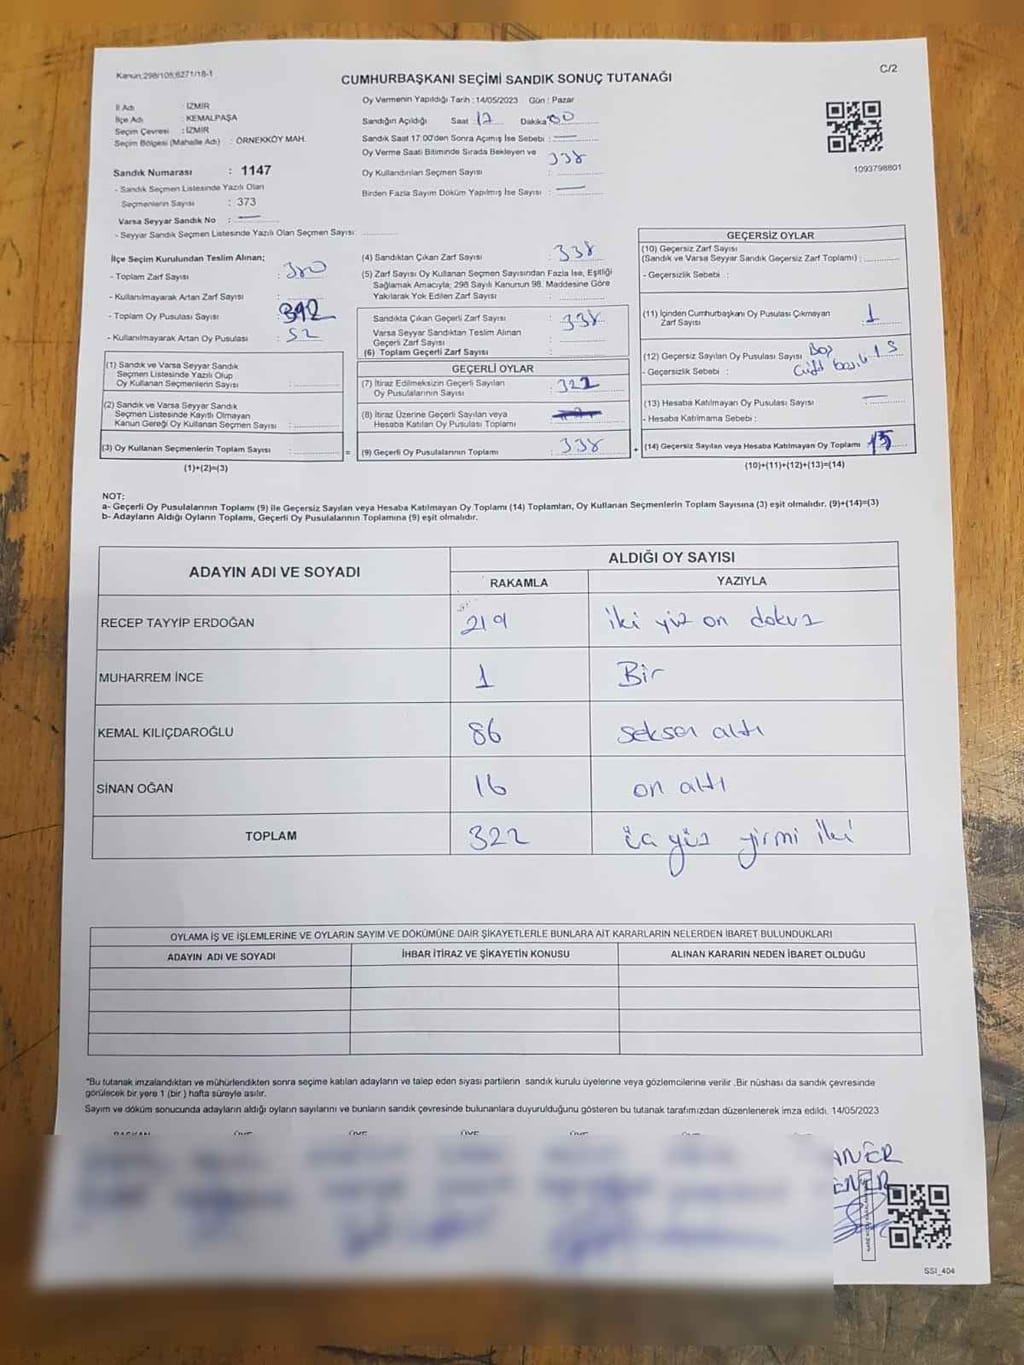 Kanun;298/105;6271/18-1
CUMHURBAŞKANI SEÇİMİ SANDIK SONUÇ TUTANAĞI
C/2
İl Adı : İZMİR
İlçe Adı : KEMALPAŞA
Seçim Çevresi : İZMİR
Seçim Bölgesi (Mahalle Adı) : ÖRNEKKÖY MAH.
Sandık Numarası : 1147
- Sandık Seçmen Listesinde Yazılı Olan
Seçmenlerin Sayısı : 373
Varsa Seyyar Sandık No : —
- Seyyar Sandık Seçmen Listesinde Yazılı Olan Seçmen Sayısı :
Oy Vermenin Yapıldığı Tarih : 14/05/2023 Gün : Pazar
Sandığın Açıldığı Saat 17 Dakika 00
Sandık Saat 17:00'den Sonra Açımış İse Sebebi : —
Oy Verme Saati Bitiminde Sırada Bekleyen ve
Oy Kullandırılan Seçmen Sayısı : 338
Birden Fazla Sayım Döküm Yapılmış İse Sayısı : —
1093798801
İlçe Seçim Kurulundan Teslim Alınan;
- Toplam Zarf Sayısı : 380
- Kullanılmayarak Artan Zarf Sayısı :
- Toplam Oy Pusulası Sayısı : 392
- Kullanılmayarak Artan Oy Pusulası : 52
(1) Sandık ve Varsa Seyyar Sandık
Seçmen Listesinde Yazılı Olup
Oy Kullanan Seçmenlerin Sayısı :
(2) Sandık ve Varsa Seyyar Sandık
Seçmen Listesinde Kayıtlı Olmayan
Kanun Gereği Oy Kullanan Seçmen Sayısı :
(3) Oy Kullanan Seçmenlerin Toplam Sayısı :
(1)+(2)=(3)
(4) Sandıktan Çıkan Zarf Sayısı : 338
(5) Zarf Sayısı Oy Kullanan Seçmen Sayısından Fazla İse, Eşitliği
Sağlamak Amacıyla; 298 Sayılı Kanunun 98. Maddesine Göre
Yakılarak Yok Edilen Zarf Sayısı :
Sandıkta Çıkan Geçerli Zarf Sayısı : 338
Varsa Seyyar Sandıktan Teslim Alınan
Geçerli Zarf Sayısı :
(6) Toplam Geçerli Zarf Sayısı :
GEÇERLİ OYLAR
(7) İtiraz Edilmeksizin Geçerli Sayılan
Oy Pusulalarının Sayısı : 322
(8) İtiraz Üzerine Geçerli Sayılan veya
Hesaba Katılan Oy Pusulası Toplamı :
(9) Geçerli Oy Pusulalarının Toplamı : 338
GEÇERSİZ OYLAR
(10) Geçersiz Zarf Sayısı
(Sandık ve Varsa Seyyar Sandık Geçersiz Zarf Toplamı) :
- Geçersizlik Sebebi :
(11) İçinden Cumhurbaşkanı Oy Pusulası Çıkmayan
Zarf Sayısı : 1
(12) Geçersiz Sayılan Oy Pusulası Sayısı : Boş
- Geçersizlik Sebebi : Çift 15
(13) Hesaba Katılmayan Oy Pusulası Sayısı : —
- Hesaba Katılmama Sebebi :
(14) Geçersiz Sayılan veya Hesaba Katılmayan Oy Toplamı : 15
(10)+(11)+(12)+(13)=(14)
NOT:
a- Geçerli Oy Pusulalarının Toplamı (9) ile Geçersiz Sayılan veya Hesaba Katılmayan Oy Toplamı (14) Toplamları, Oy Kullanan Seçmenlerin Toplam Sayısına (3) eşit olmalıdır. (9)+(14)=(3)
b- Adayların Aldığı Oyların Toplamı, Geçerli Oy Pusulalarının Toplamına (9) eşit olmalıdır.
ADAYIN ADI VE SOYADI
ALDIĞI OY SAYISI
RAKAMLA YAZIYLA
RECEP TAYYİP ERDOĞAN 219 iki yüz on dokuz
MUHARREM İNCE 1 Bir
KEMAL KILIÇDAROĞLU 86 seksen altı
SİNAN OĞAN 16 on altı
TOPLAM 322 üç yüz yirmi iki
OYLAMA İŞ VE İŞLEMLERİNE VE OYLARIN SAYIM VE DÖKÜMÜNE DAİR ŞİKAYETLERLE BUNLARA AİT KARARLARIN NELERDEN İBARET BULUNDUKLARI
ADAYIN ADI VE SOYADI İHBAR İTİRAZ VE ŞİKAYETİN KONUSU ALINAN KARARIN NEDEN İBARET OLDUĞU
"Bu tutanak imzalandıktan ve mühürlendikten sonra seçime katılan adayların ve talep eden siyasi partilerin sandık kurulu üyelerine veya gözlemcilerine verilir .Bir nüshası da sandık çevresinde
görülecek bir yere 1 (bir ) hafta süreyle asılır.
Sayım ve döküm sonucunda adayların aldığı oyların sayılarını ve bunların sandık çevresinde bulunanlara duyurulduğunu gösteren bu tutanak tarafımızdan düzenlenerek imza edildi. 14/05/2023
BAŞKAN ÜYE ÜYE ÜYE ÜYE
ANER
ENER
SSİ_404